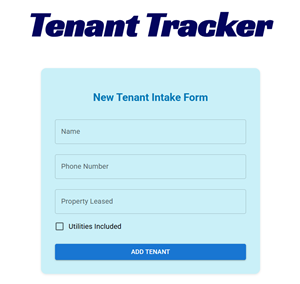 Tenant Tracker
New Tenant Intake Form
Name
Phone Number
Property Leased
Utilities Included
ADD TENANT